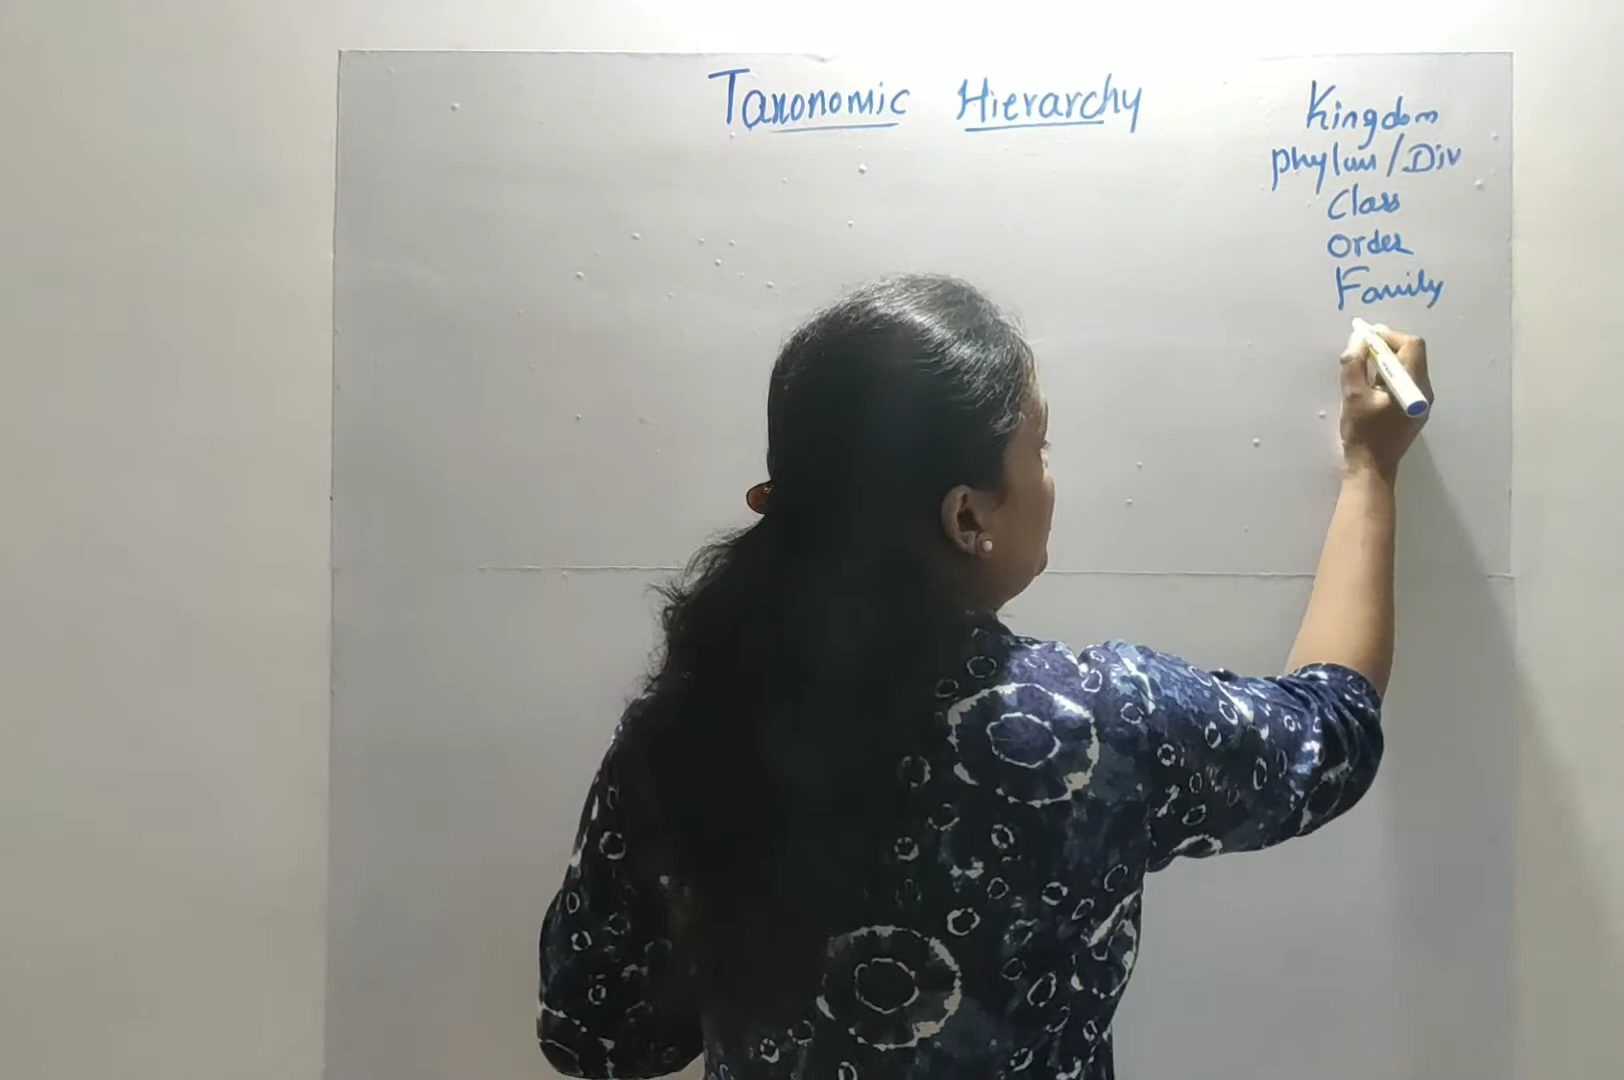 Taxonomic Hierarchy
Kingdom
phylum/Div
Class
Order
Family